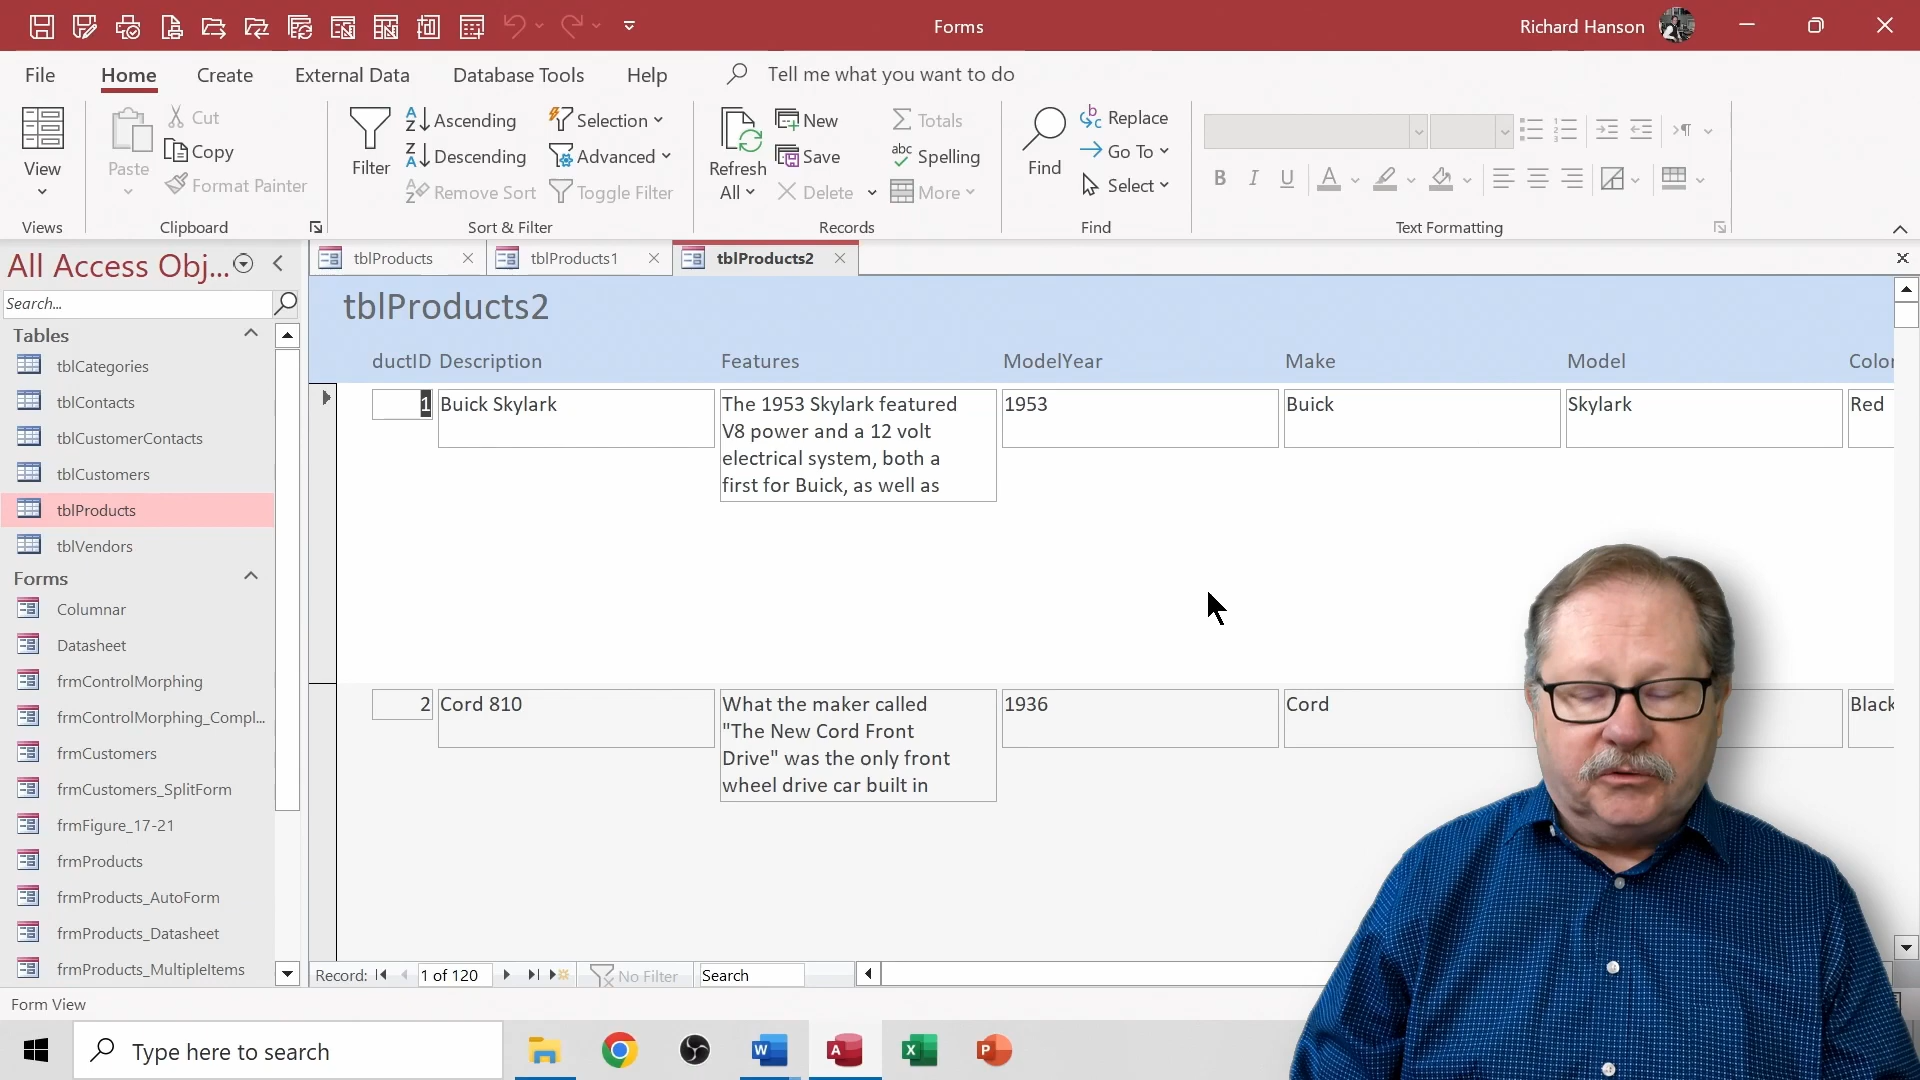 Forms
Richard Hanson
File
Home
Create
External Data
Database Tools
Help
Tell me what you want to do
View
Paste
Cut
Copy
Format Painter
Filter
Ascending
Descending
Remove Sort
Selection
Advanced
Toggle Filter
Refresh
All
New
Save
Delete
Totals
Spelling
More
Find
Replace
Go To
Select
B I U
Views
Clipboard
Sort & Filter
Records
Find
Text Formatting
All Access Obj...
Search...
Tables
tblCategories
tblContacts
tblCustomerContacts
tblCustomers
tblProducts
tblVendors
Forms
Columnar
Datasheet
frmControlMorphing
frmControlMorphing_Compl...
frmCustomers
frmCustomers_SplitForm
frmFigure_17-21
frmProducts
frmProducts_AutoForm
frmProducts_Datasheet
frmProducts_MultipleItems
tblProducts
tblProducts1
tblProducts2
tblProducts2
ductID Description Features ModelYear Make Model Color
1 Buick Skylark
The 1953 Skylark featured
V8 power and a 12 volt
electrical system, both a
first for Buick, as well as
1953
Buick
Skylark
Red
2 Cord 810
What the maker called
"The New Cord Front
Drive" was the only front
wheel drive car built in
1936
Cord
Black
Record:
1 of 120
No Filter
Search
Form View
Type here to search